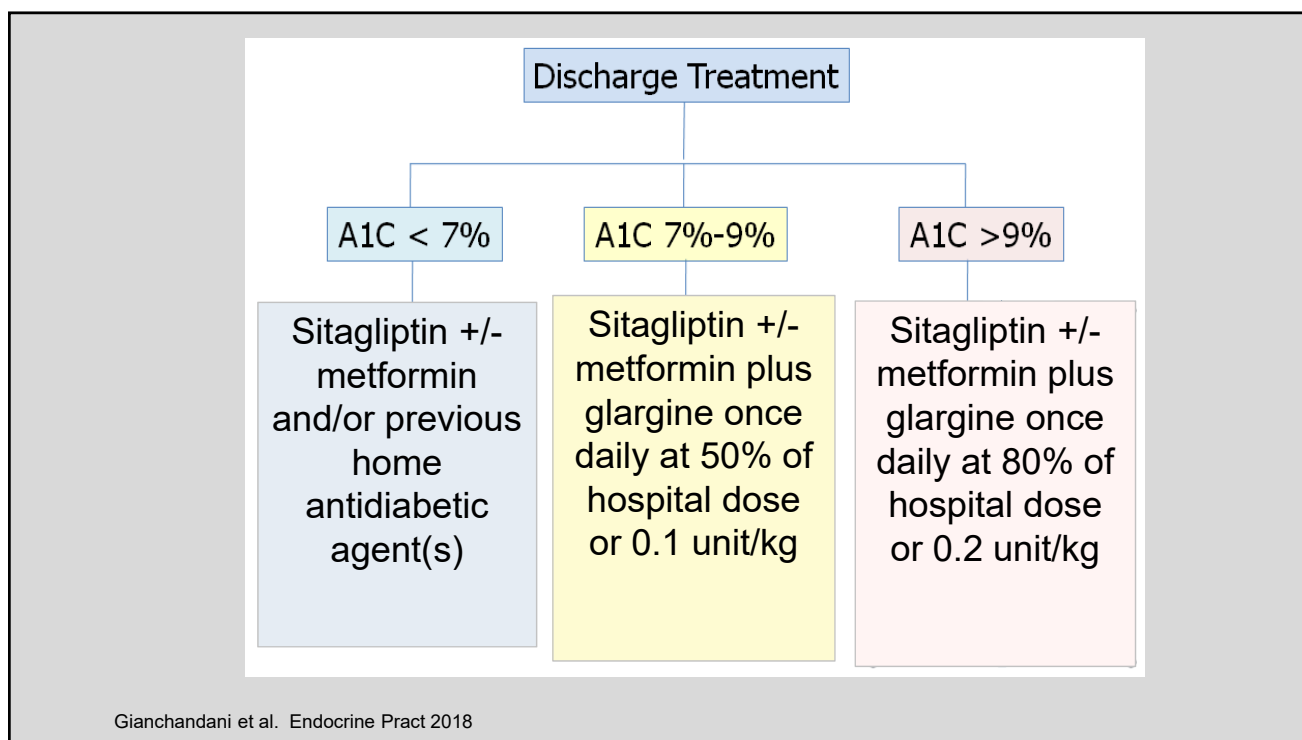 Discharge Treatment
A1C < 7%
A1C 7%-9%
A1C >9%
Sitagliptin +/-
metformin
and/or previous
home
antidiabetic
agent(s)
Sitagliptin +/-
metformin plus
glargine once
daily at 50% of
hospital dose
or 0.1 unit/kg
Sitagliptin +/-
metformin plus
glargine once
daily at 80% of
hospital dose
or 0.2 unit/kg
Gianchandani et al.  Endocrine Pract 2018